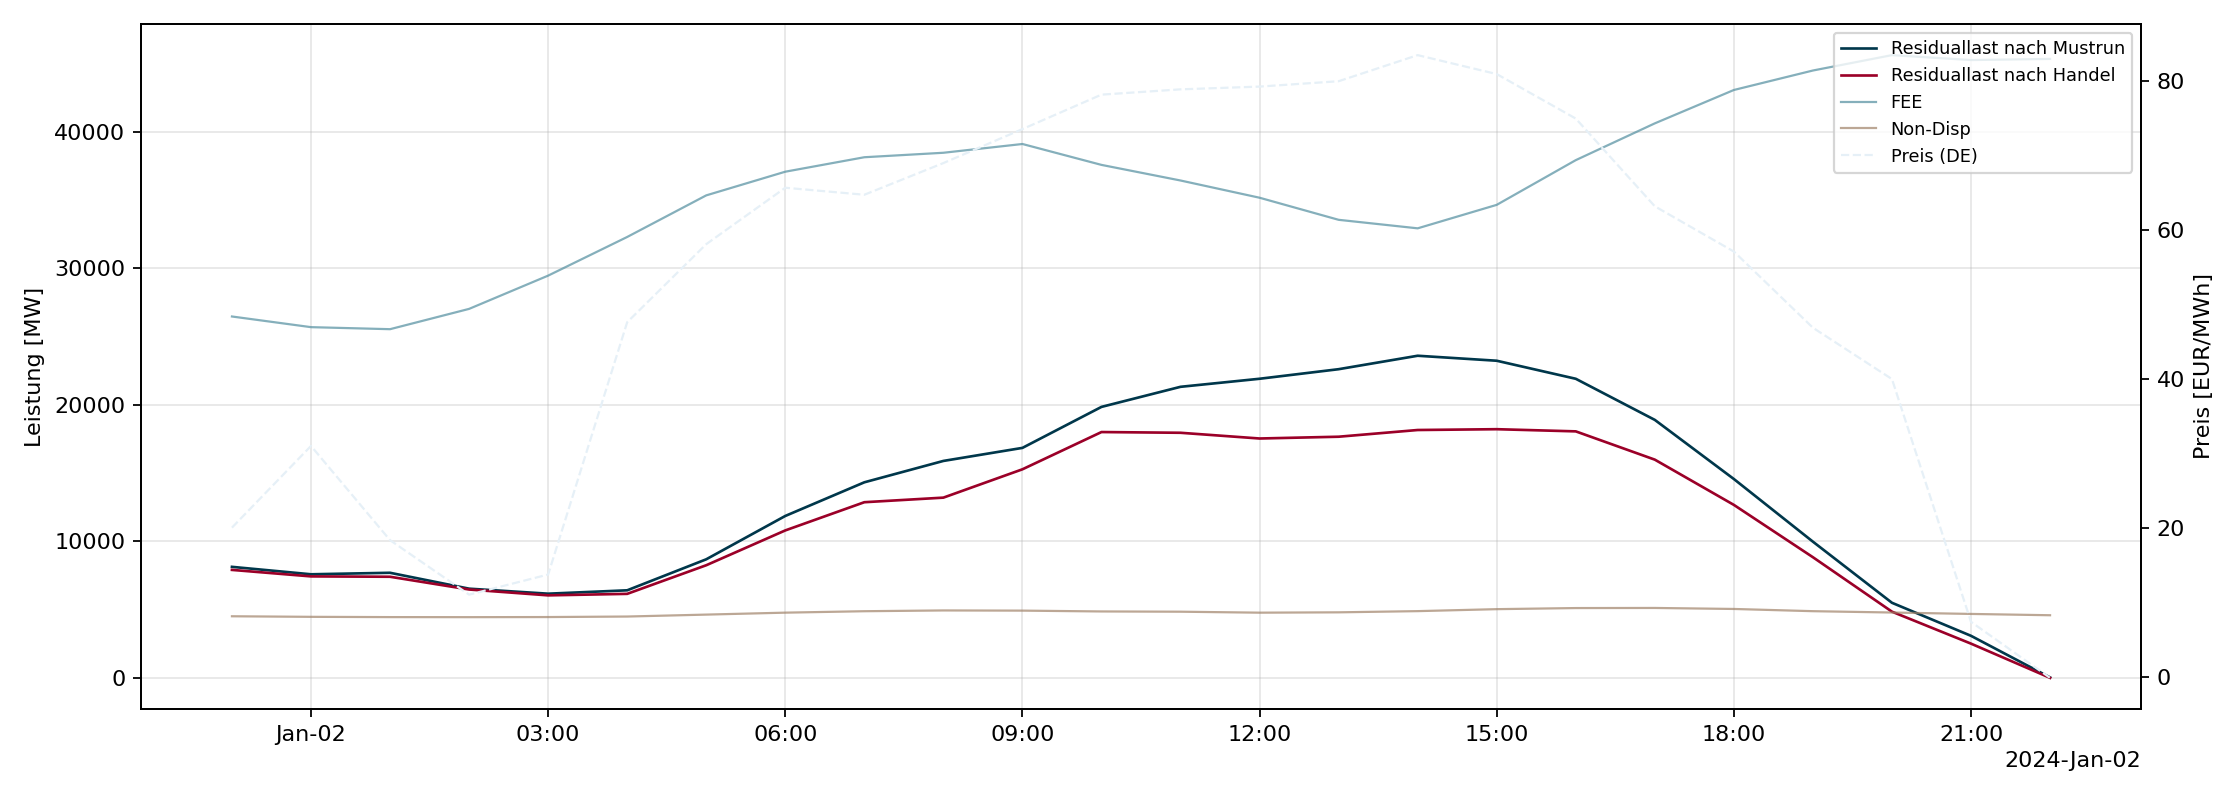 Residuallast nach Mustrun
Residuallast nach Handel
FEE
Non-Disp
Preis (DE)
Leistung [MW]
40000
30000
20000
10000
0
Preis [EUR/MWh]
80
60
40
20
0
Jan-02 03:00 06:00 09:00 12:00 15:00 18:00 21:00
2024-Jan-02